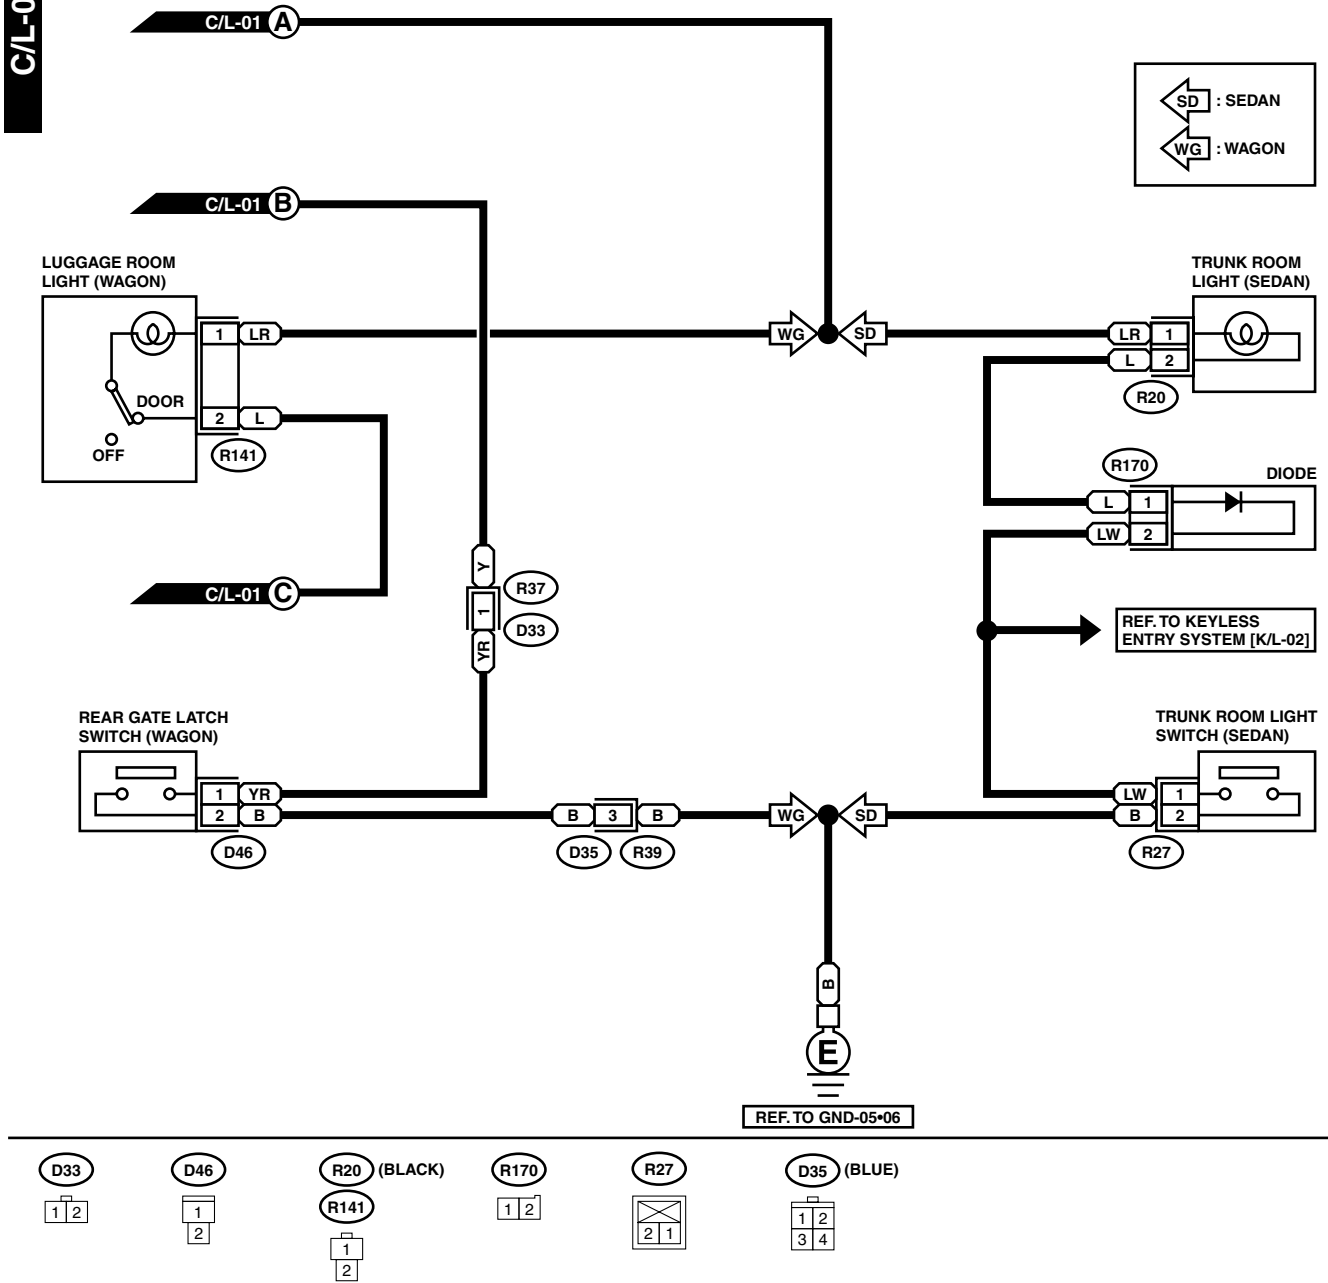 C/L-0
C/L-01 A
SD : SEDAN
WG : WAGON
C/L-01 B
LUGGAGE ROOM
LIGHT (WAGON)
TRUNK ROOM
LIGHT (SEDAN)
1 LR
WG SD
LR 1
L 2
DOOR
2 L
OFF
R141
R20
R170
DIODE
L 1
LW 2
C/L-01 C
Y
R37
1
D33
YR
REF. TO KEYLESS
ENTRY SYSTEM [K/L-02]
REAR GATE LATCH
SWITCH (WAGON)
TRUNK ROOM LIGHT
SWITCH (SEDAN)
1 YR
2 B
B 3 B
WG SD
LW 1
B 2
D46
D35 R39
R27
B
E
REF. TO GND-05•06
D33
1 2
D46
1
2
R20 (BLACK)
R141
1
2
R170
1 2
R27
2 1
D35 (BLUE)
1 2
3 4